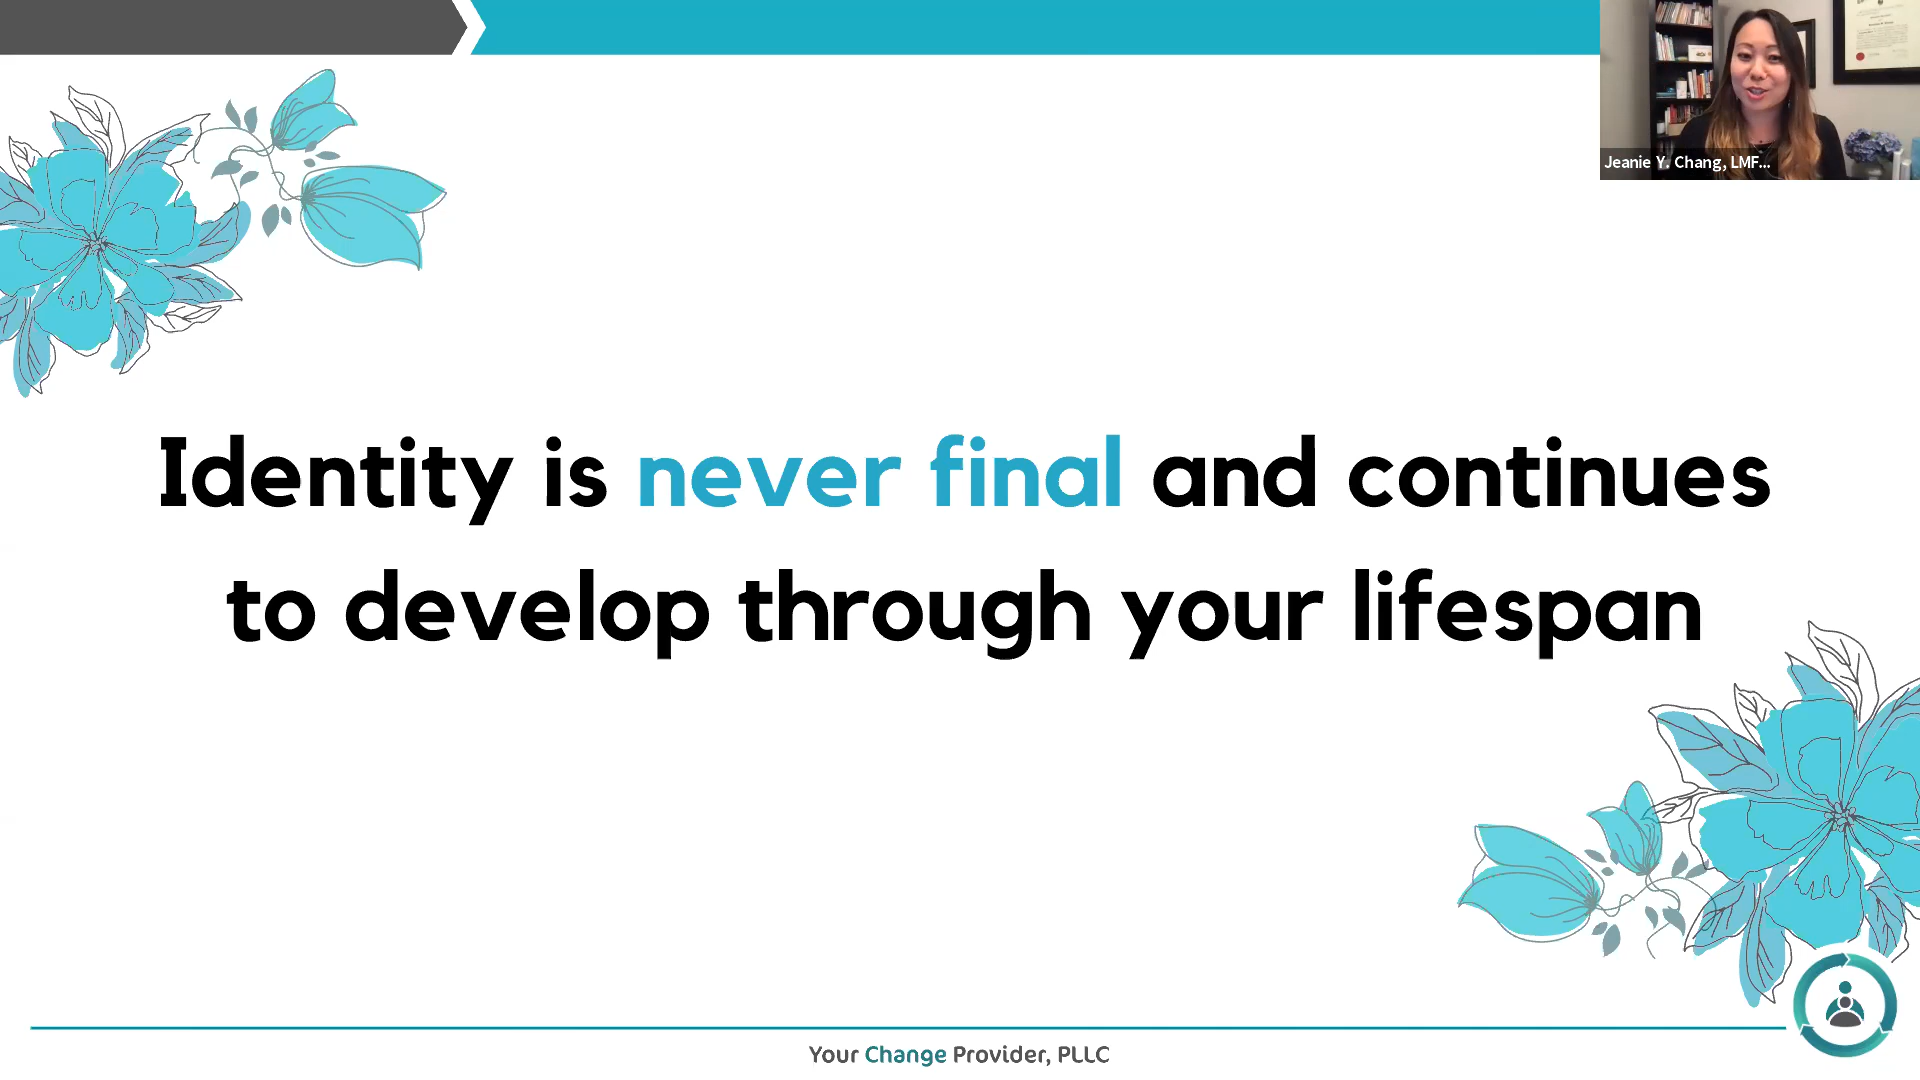 Jeanie Y. Chang, LMF...
Identity is never final and continues
to develop through your lifespan
Your Change Provider, PLLC